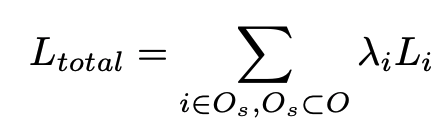 L_{total} = \sum_{i \in O_s, O_s \subset O} \lambda_i L_i